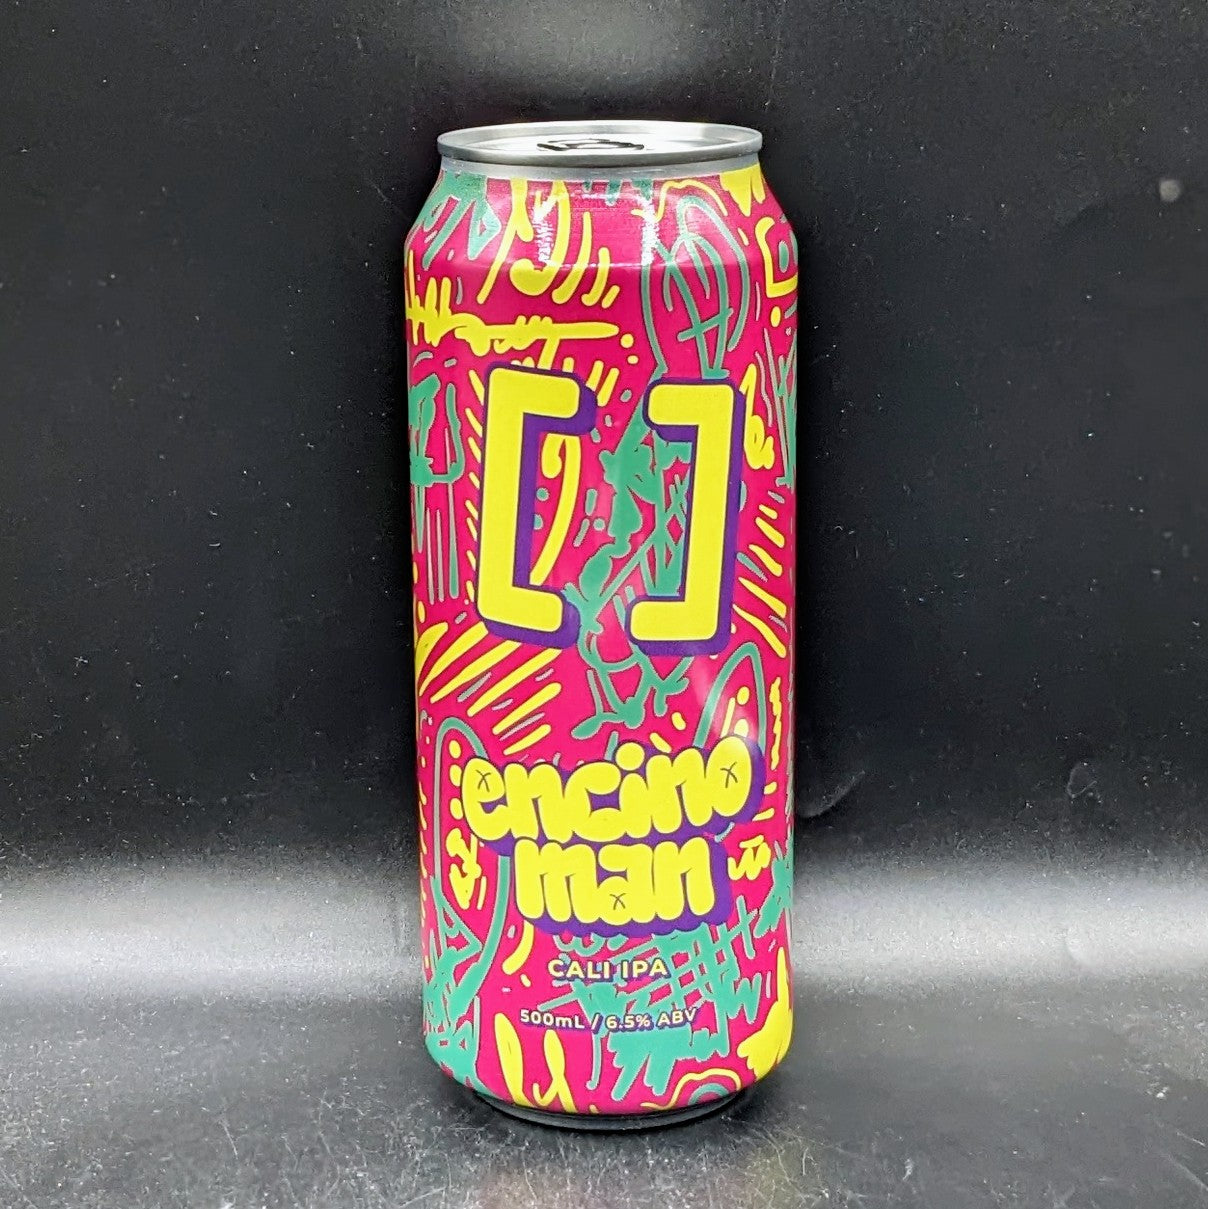 [ ]
encino
man
CALI IPA
500mL / 6.5% ABV